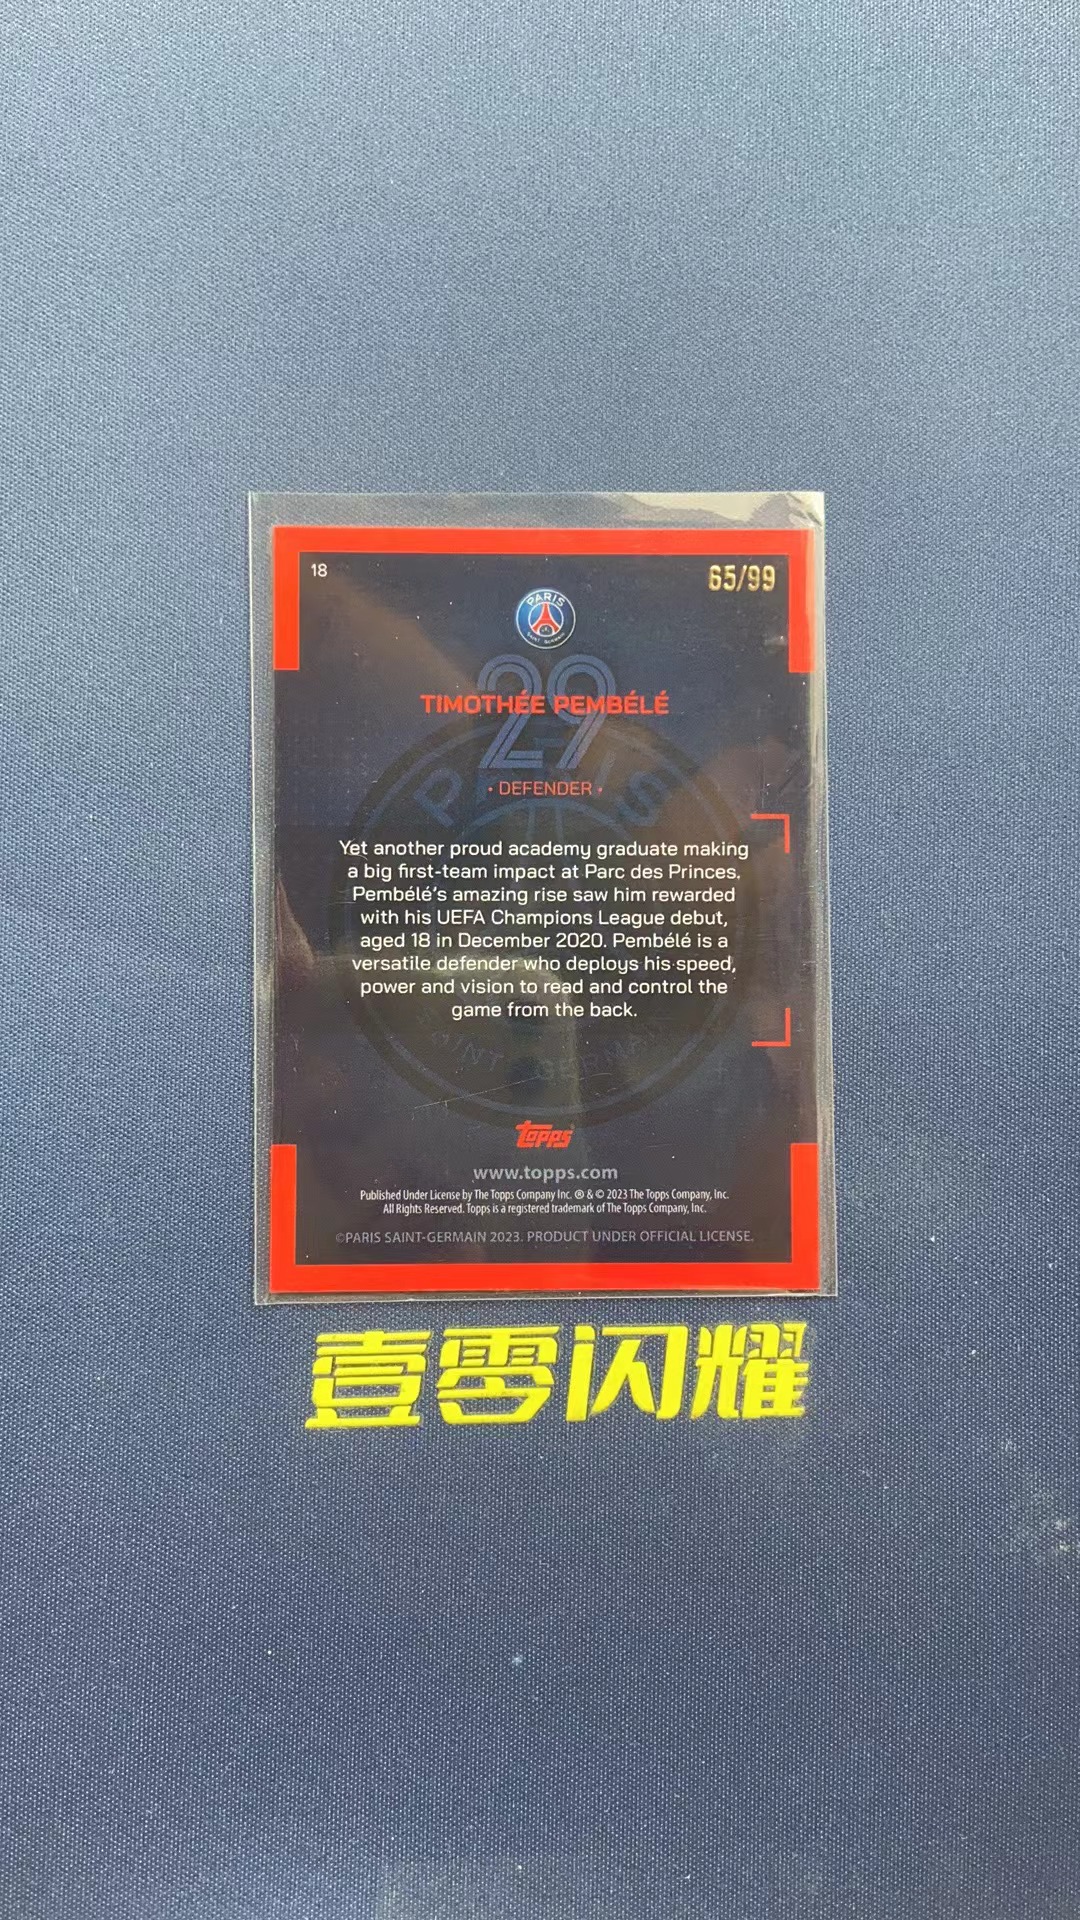 18
65/99
PARIS
SAINT-GERMAIN
29
TIMOTHÉE PEMBÉLÉ
PARIS
• DEFENDER •
Yet another proud academy graduate making
a big first-team impact at Parc des Princes.
Pembélé's amazing rise saw him rewarded
with his UEFA Champions League debut,
aged 18 in December 2020. Pembélé is a
versatile defender who deploys his speed,
power and vision to read and control the
game from the back.
SAINT GERMAIN
topps
www.topps.com
Published Under License by The Topps Company Inc. ® & © 2023 The Topps Company, Inc.
All Rights Reserved. Topps is a registered trademark of The Topps Company, Inc.
©PARIS SAINT-GERMAIN 2023. PRODUCT UNDER OFFICIAL LICENSE.
壹零闪耀